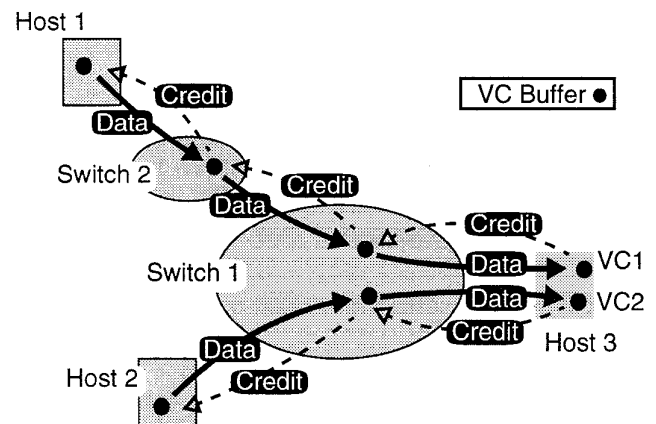 Host 1
Credit
VC Buffer
Data
Switch 2
Credit
Data
Credit
Switch 1
Data
VC1
Data
VC2
Credit
Host 3
Data
Host 2
Credit